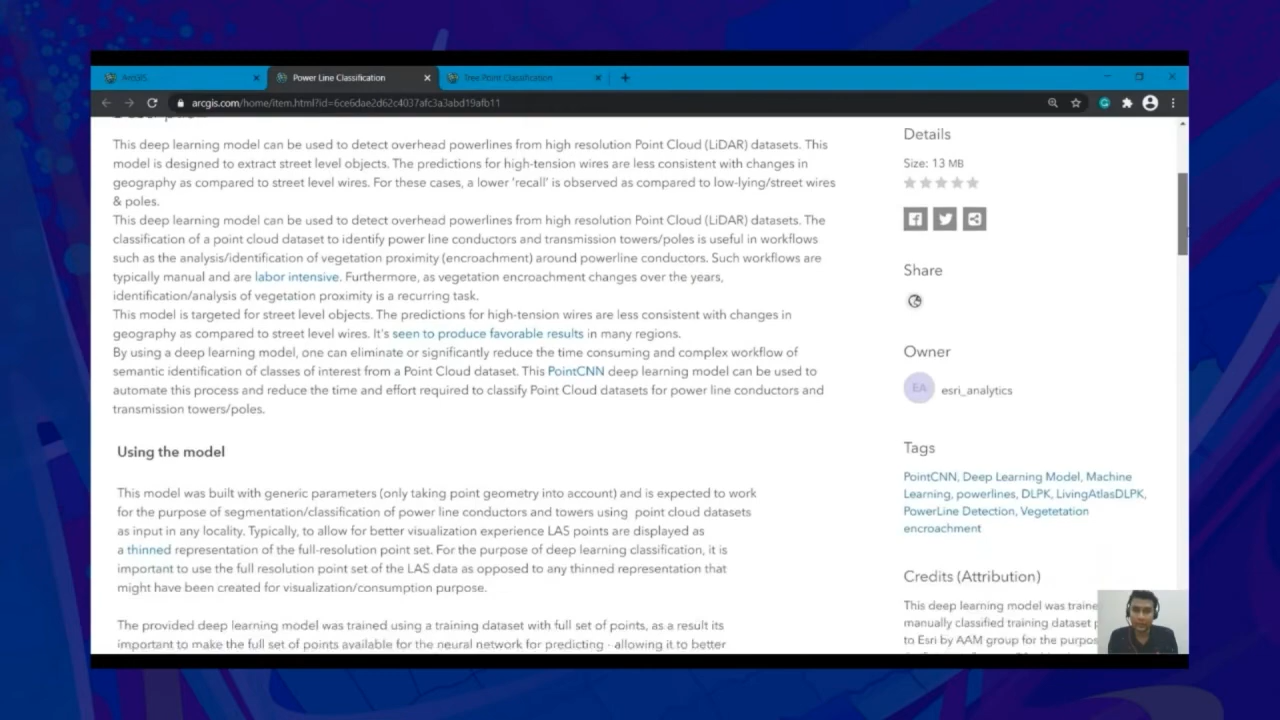 ArcGIS
Power Line Classification
Tree Point Classification
arcgis.com/home/item.html?id=6ce6dae2d62c4037afc3a3abd19afb11
This deep learning model can be used to detect overhead powerlines from high resolution Point Cloud (LiDAR) datasets. This
model is designed to extract street level objects. The predictions for high-tension wires are less consistent with changes in
geography as compared to street level wires. For these cases, a lower 'recall' is observed as compared to low-lying/street wires
& poles.
This deep learning model can be used to detect overhead powerlines from high resolution Point Cloud (LiDAR) datasets. The
classification of a point cloud dataset to identify power line conductors and transmission towers/poles is useful in workflows
such as the analysis/identification of vegetation proximity (encroachment) around powerline conductors. Such workflows are
typically manual and are labor intensive. Furthermore, as vegetation encroachment changes over the years,
identification/analysis of vegetation proximity is a recurring task.
This model is targeted for street level objects. The predictions for high-tension wires are less consistent with changes in
geography as compared to street level wires. It's seen to produce favorable results in many regions.
By using a deep learning model, one can eliminate or significantly reduce the time consuming and complex workflow of
semantic identification of classes of interest from a Point Cloud dataset. This PointCNN deep learning model can be used to
automate this process and reduce the time and effort required to classify Point Cloud datasets for power line conductors and
transmission towers/poles.
Using the model
This model was built with generic parameters (only taking point geometry into account) and is expected to work
for the purpose of segmentation/classification of power line conductors and towers using point cloud datasets
as input in any locality. Typically, to allow for better visualization experience LAS points are displayed as
a thinned representation of the full-resolution point set. For the purpose of deep learning classification, it is
important to use the full resolution point set of the LAS data as opposed to any thinned representation that
might have been created for visualization/consumption purpose.
The provided deep learning model was trained using a training dataset with full set of points, as a result its
important to make the full set of points available for the neural network for predicting - allowing it to better
Details
Size: 13 MB
Share
Owner
EA
esri_analytics
Tags
PointCNN, Deep Learning Model, Machine
Learning, powerlines, DLPK, LivingAtlasDLPK,
PowerLine Detection, Vegetetation
encroachment
Credits (Attribution)
This deep learning model was traine
manually classified training dataset p
to Esri by AAM group for the purpos